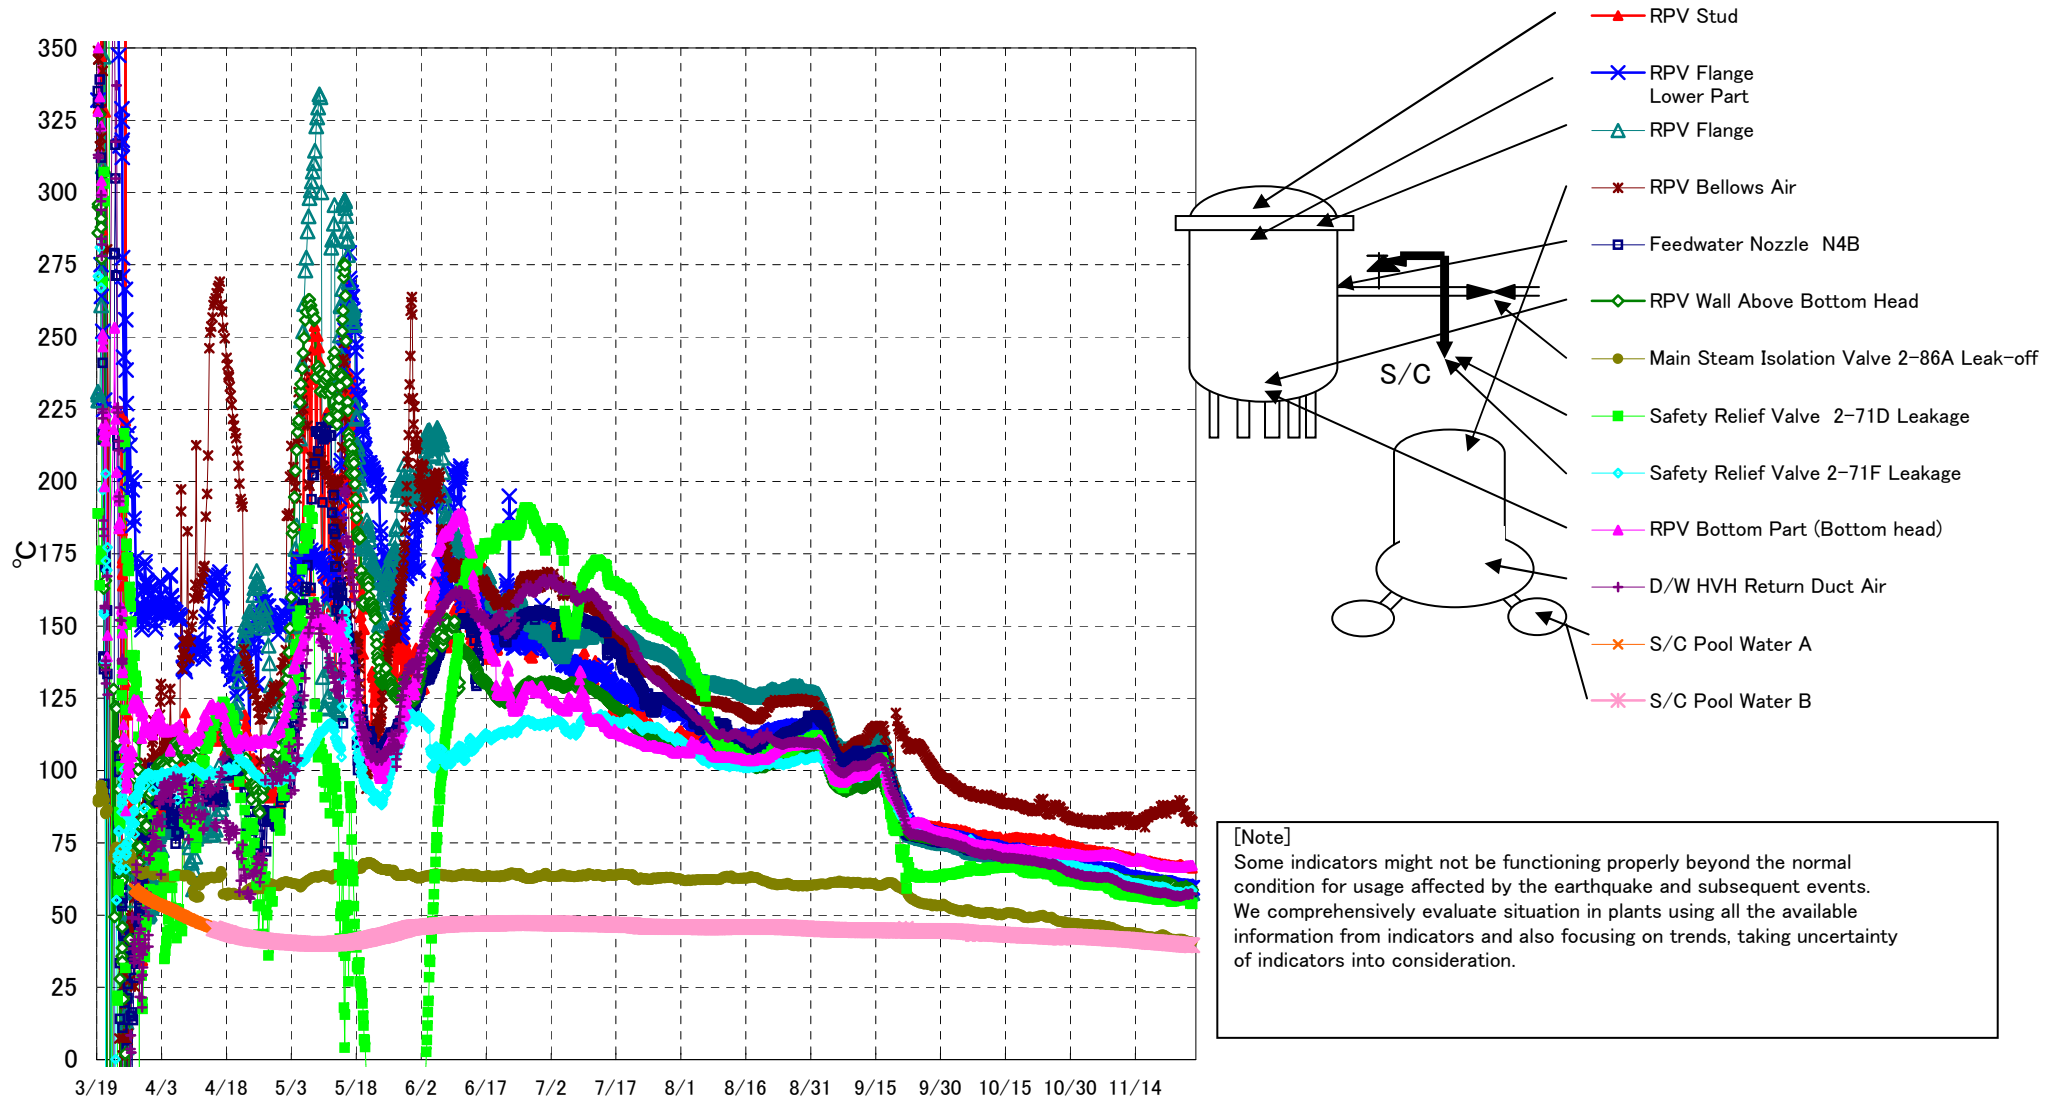 350
325
300
275
250
225
200
175
150
125
100
75
50
25
0
℃
3/19 4/3 4/18 5/3 5/18 6/2 6/17 7/2 7/17 8/1 8/16 8/31 9/15 9/30 10/15 10/30 11/14
RPV Stud
RPV Flange
Lower Part
RPV Flange
RPV Bellows Air
Feedwater Nozzle N4B
RPV Wall Above Bottom Head
Main Steam Isolation Valve 2-86A Leak-off
Safety Relief Valve 2-71D Leakage
Safety Relief Valve 2-71F Leakage
RPV Bottom Part (Bottom head)
D/W HVH Return Duct Air
S/C Pool Water A
S/C Pool Water B
S/C
[Note]
Some indicators might not be functioning properly beyond the normal
condition for usage affected by the earthquake and subsequent events.
We comprehensively evaluate situation in plants using all the available
information from indicators and also focusing on trends, taking uncertainty
of indicators into consideration.